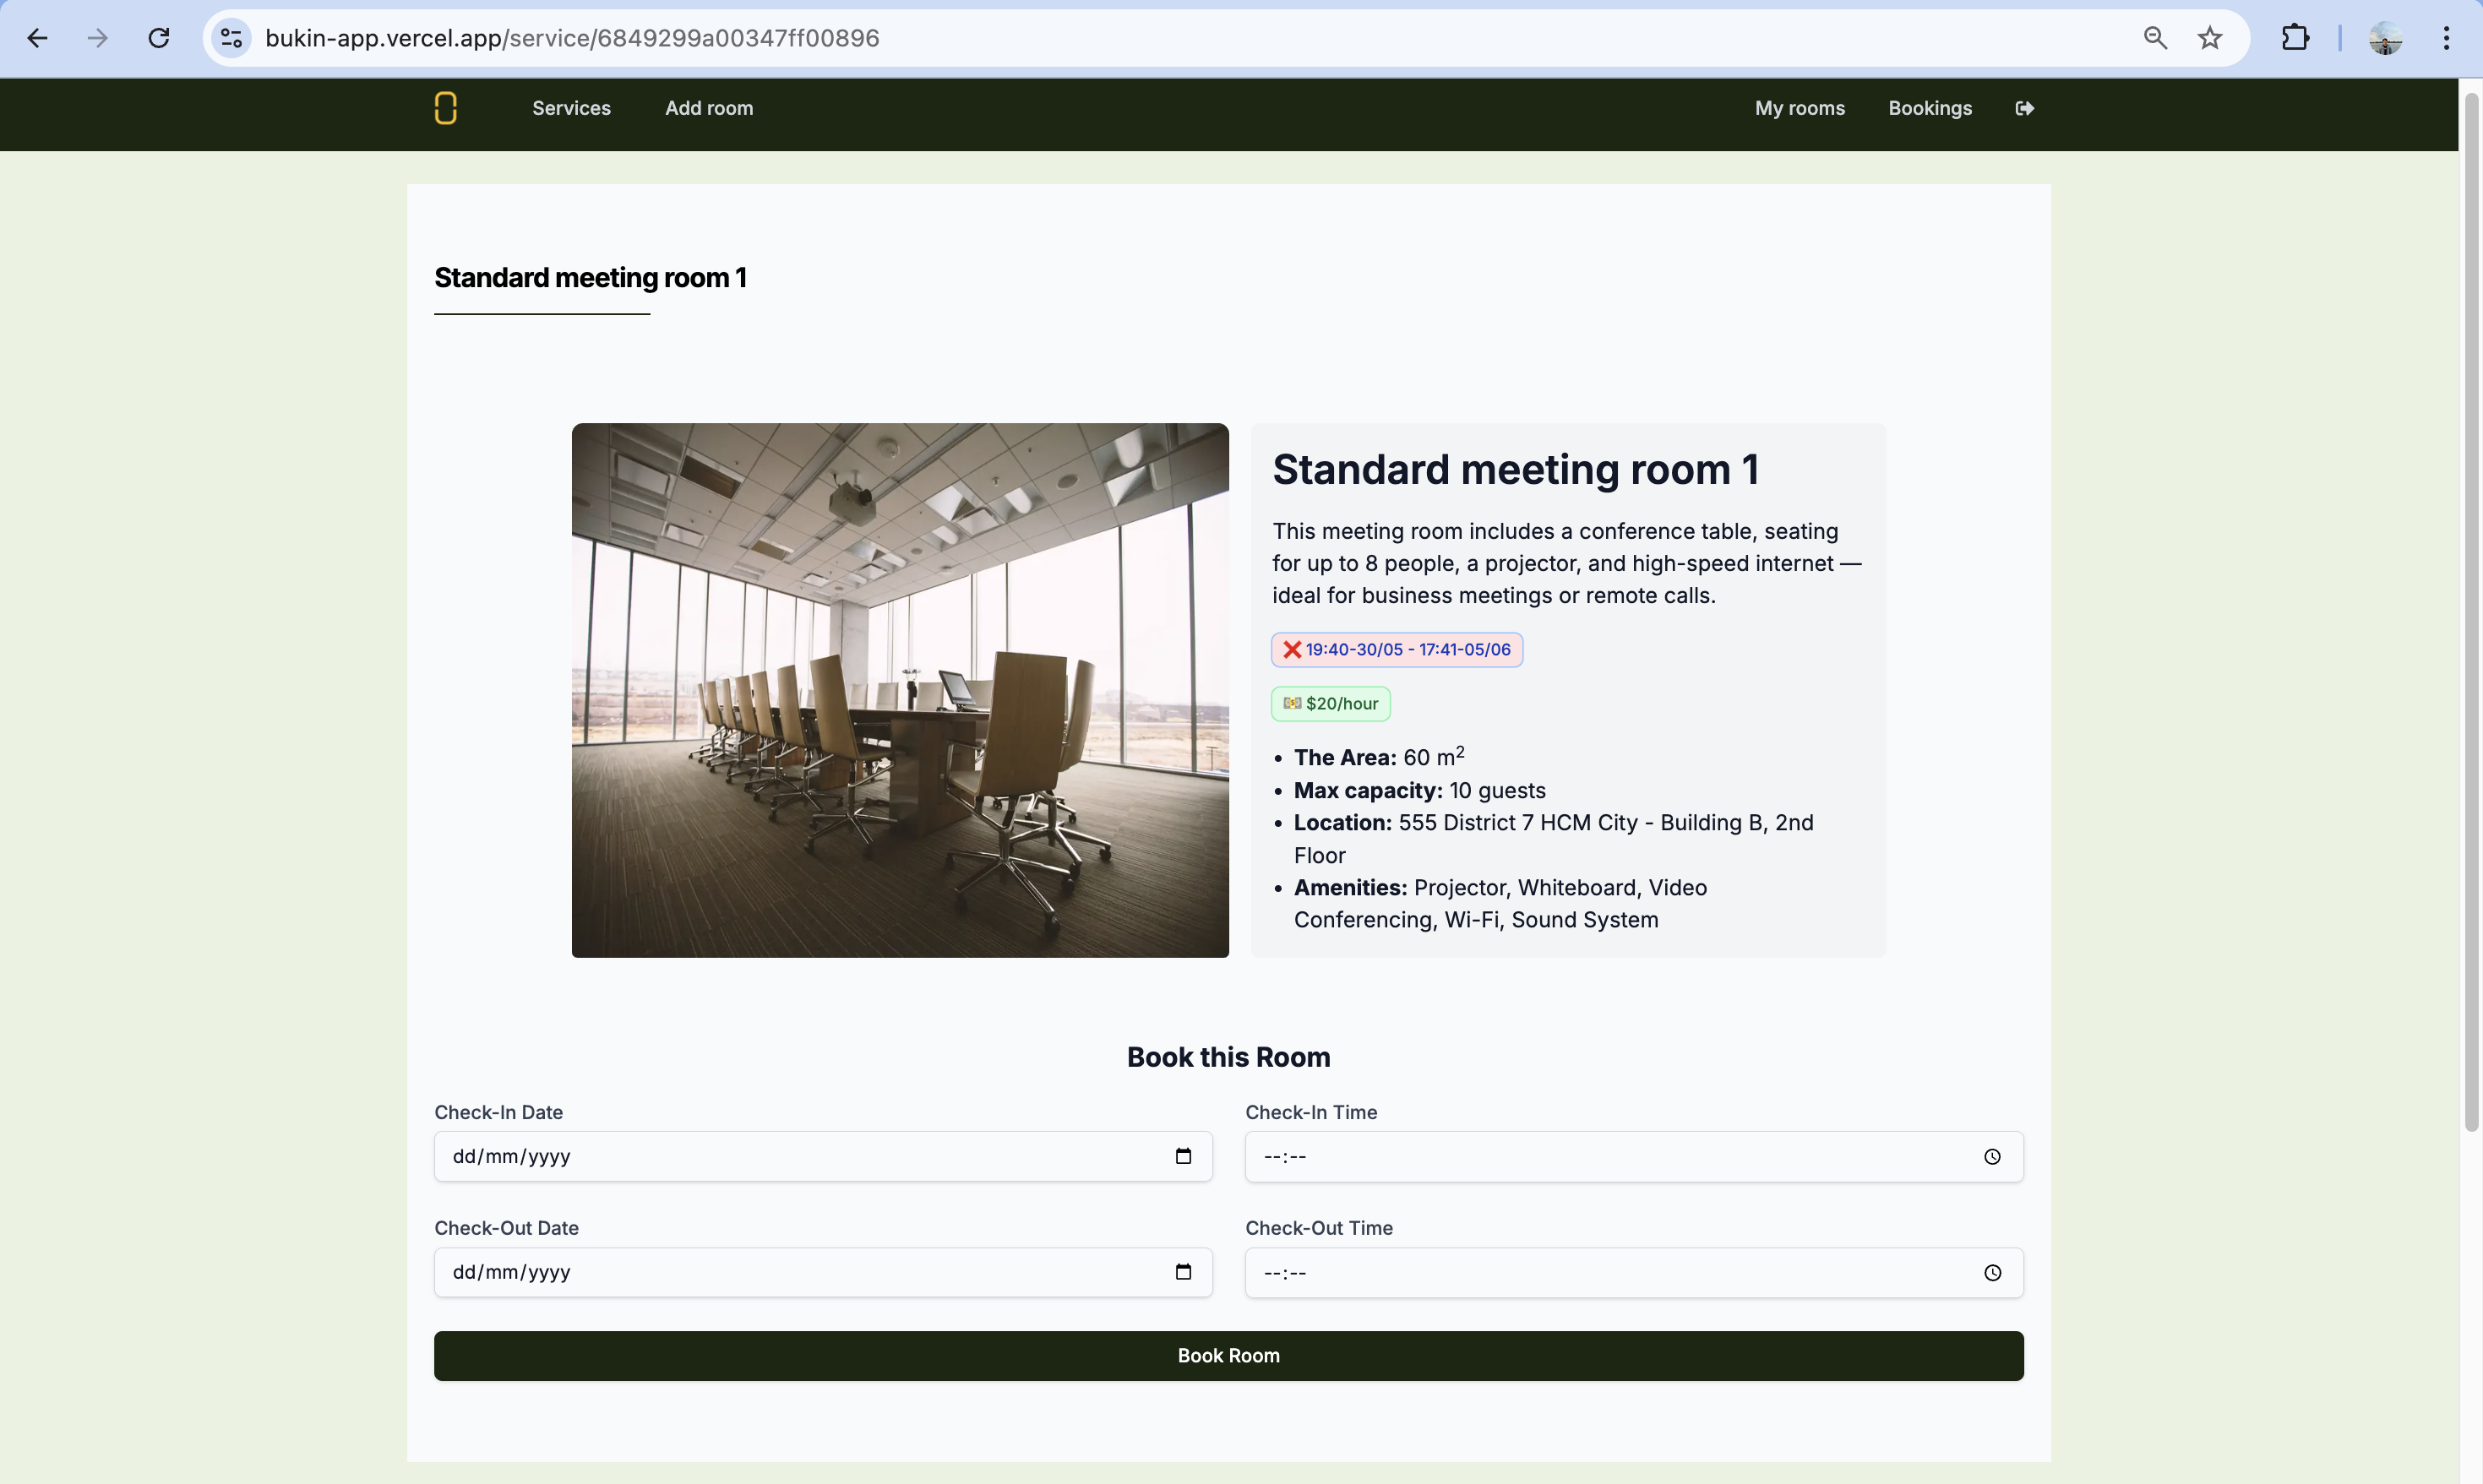 bukin-app.vercel.app/service/6849299a00347ff00896
Services
Add room
My rooms
Bookings
Standard meeting room 1
Standard meeting room 1
This meeting room includes a conference table, seating
for up to 8 people, a projector, and high-speed internet —
ideal for business meetings or remote calls.
❌ 19:40-30/05 - 17:41-05/06
💵 $20/hour
• The Area: 60 m²
• Max capacity: 10 guests
• Location: 555 District 7 HCM City - Building B, 2nd
Floor
• Amenities: Projector, Whiteboard, Video
Conferencing, Wi-Fi, Sound System
Book this Room
Check-In Date
Check-In Time
dd/mm/yyyy
--:--
Check-Out Date
Check-Out Time
dd/mm/yyyy
--:--
Book Room